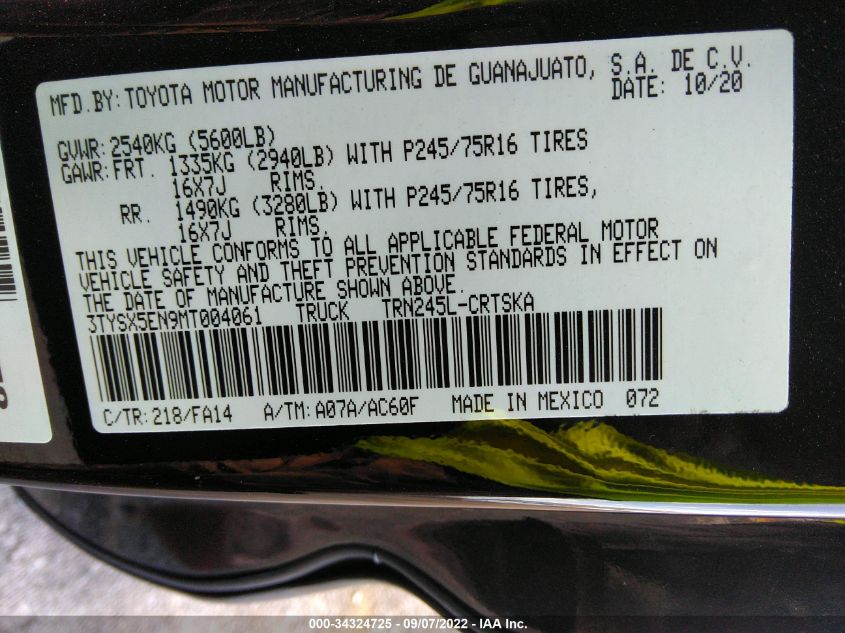 MFD.BY:TOYOTA MOTOR MANUFACTURING DE GUANAJUATO, S.A. DE C.V.
DATE: 10/20
GVWR:2540KG (5600LB)
GAWR:FRT. 1335KG (2940LB) WITH P245/75R16 TIRES
16X7J RIMS.
RR. 1490KG (3280LB) WITH P245/75R16 TIRES,
16X7J RIMS.
THIS VEHICLE CONFORMS TO ALL APPLICABLE FEDERAL MOTOR
VEHICLE SAFETY AND THEFT PREVENTION STANDARDS IN EFFECT ON
THE DATE OF MANUFACTURE SHOWN ABOVE.
3TYSX5EN9MT004061 TRUCK TRN245L-CRTSKA
C/TR:218/FA14 A/TM:A07A/AC60F MADE IN MEXICO 072
000-34324725 - 09/07/2022 - IAA Inc.